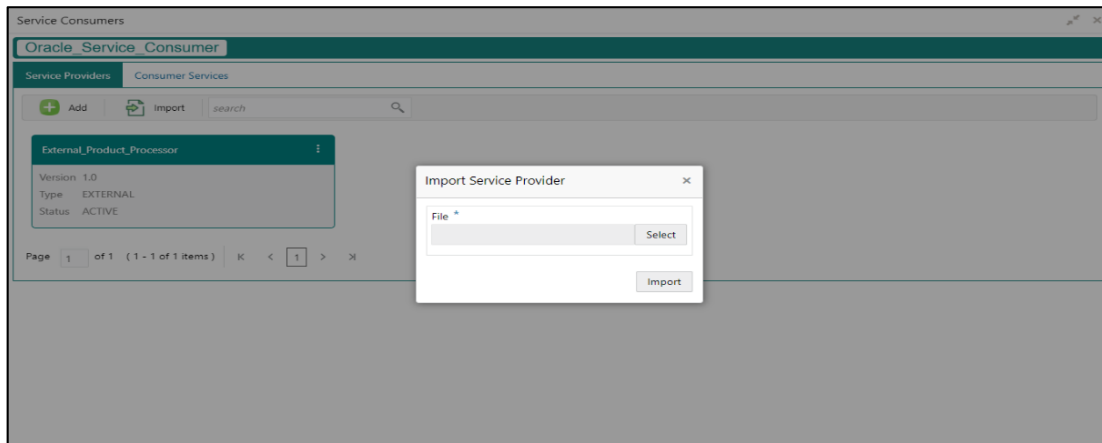 Service Consumers
Oracle_Service_Consumer
Service Providers Consumer Services
Add Import search
External_Product_Processor
Version 1.0
Type EXTERNAL
Status ACTIVE
Page 1 of 1 (1 - 1 of 1 items) 1
Import Service Provider
File *
Select
Import